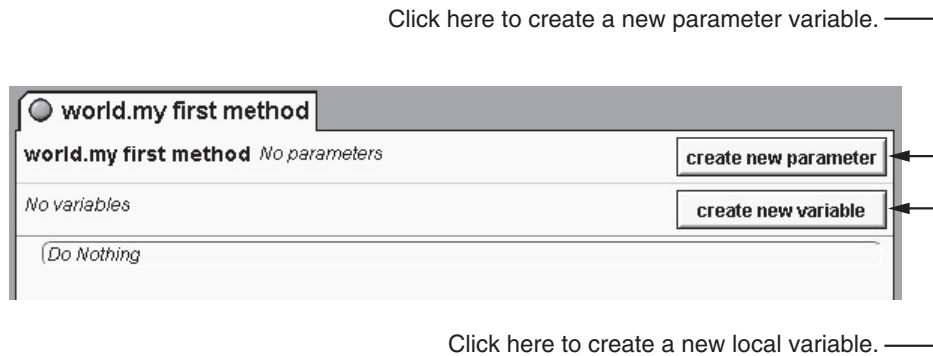 Click here to create a new parameter variable.
world.my first method
world.my first method No parameters
create new parameter
No variables
create new variable
Do Nothing
Click here to create a new local variable.